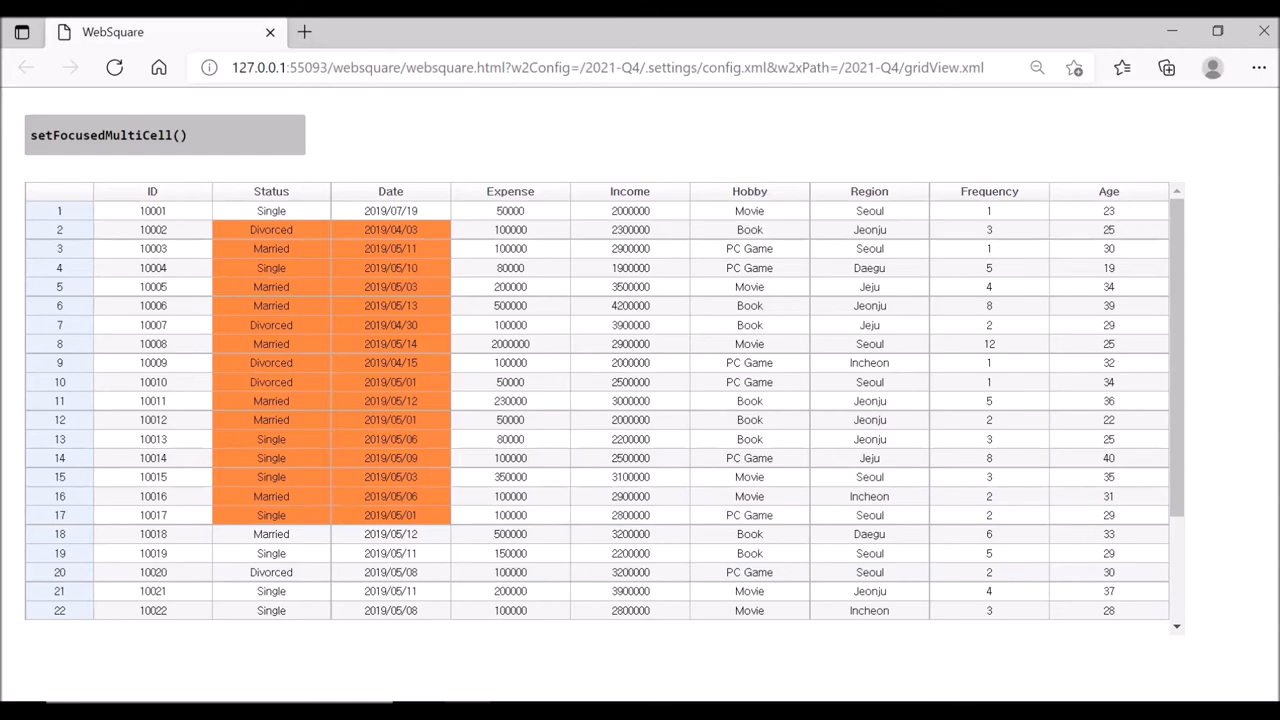 WebSquare
127.0.0.1:55093/websquare/websquare.html?w2Config=/2021-Q4/.settings/config.xml&w2xPath=/2021-Q4/gridView.xml
setFocusedMultiCell()
ID Status Date Expense Income Hobby Region Frequency Age
1 10001 Single 2019/07/19 50000 2000000 Movie Seoul 1 23
2 10002 Divorced 2019/04/03 100000 2300000 Book Jeonju 3 25
3 10003 Married 2019/05/11 100000 2900000 PC Game Seoul 1 30
4 10004 Single 2019/05/10 80000 1900000 PC Game Daegu 5 19
5 10005 Married 2019/05/03 200000 3500000 Movie Jeju 4 34
6 10006 Married 2019/05/13 500000 4200000 Book Jeonju 8 39
7 10007 Divorced 2019/04/30 100000 3900000 Book Jeju 2 29
8 10008 Married 2019/05/14 2000000 2900000 Movie Seoul 12 25
9 10009 Divorced 2019/04/15 100000 2000000 PC Game Incheon 1 32
10 10010 Divorced 2019/05/01 50000 2500000 PC Game Seoul 1 34
11 10011 Married 2019/05/12 230000 3000000 Book Jeonju 5 36
12 10012 Married 2019/05/01 50000 2000000 Book Jeonju 2 22
13 10013 Single 2019/05/06 80000 2200000 Book Jeonju 3 25
14 10014 Single 2019/05/09 100000 2500000 PC Game Jeju 8 40
15 10015 Single 2019/05/03 350000 3100000 Movie Seoul 3 35
16 10016 Married 2019/05/06 100000 2900000 Movie Incheon 2 31
17 10017 Single 2019/05/01 100000 2800000 PC Game Seoul 2 29
18 10018 Married 2019/05/12 500000 3200000 Book Daegu 6 33
19 10019 Single 2019/05/11 150000 2200000 Book Seoul 5 29
20 10020 Divorced 2019/05/08 100000 3200000 PC Game Seoul 2 30
21 10021 Single 2019/05/11 200000 3900000 Movie Jeonju 4 37
22 10022 Single 2019/05/08 100000 2800000 Movie Incheon 3 28